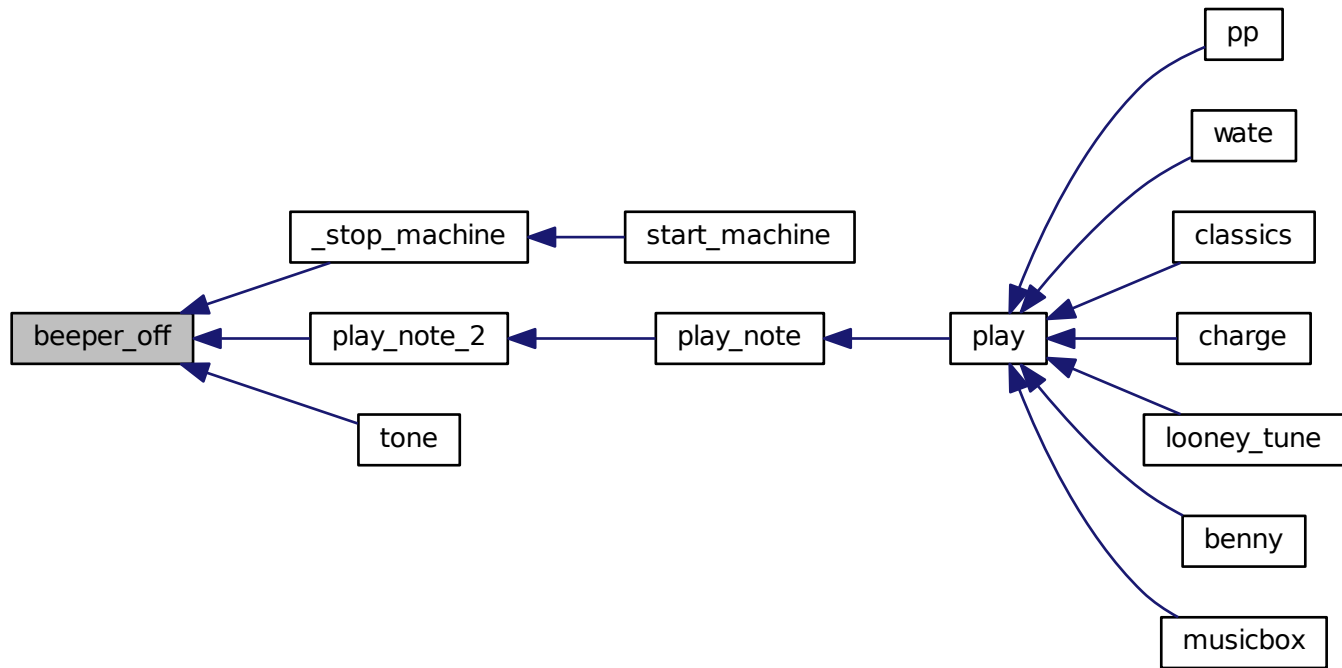 pp
wate
_stop_machine
start_machine
classics
beeper_off
play_note_2
play_note
play
charge
tone
looney_tune
benny
musicbox